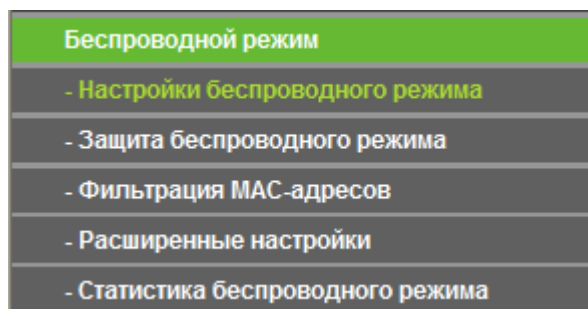 Беспроводной режим
- Настройки беспроводного режима
- Защита беспроводного режима
- Фильтрация MAC-адресов
- Расширенные настройки
- Статистика беспроводного режима